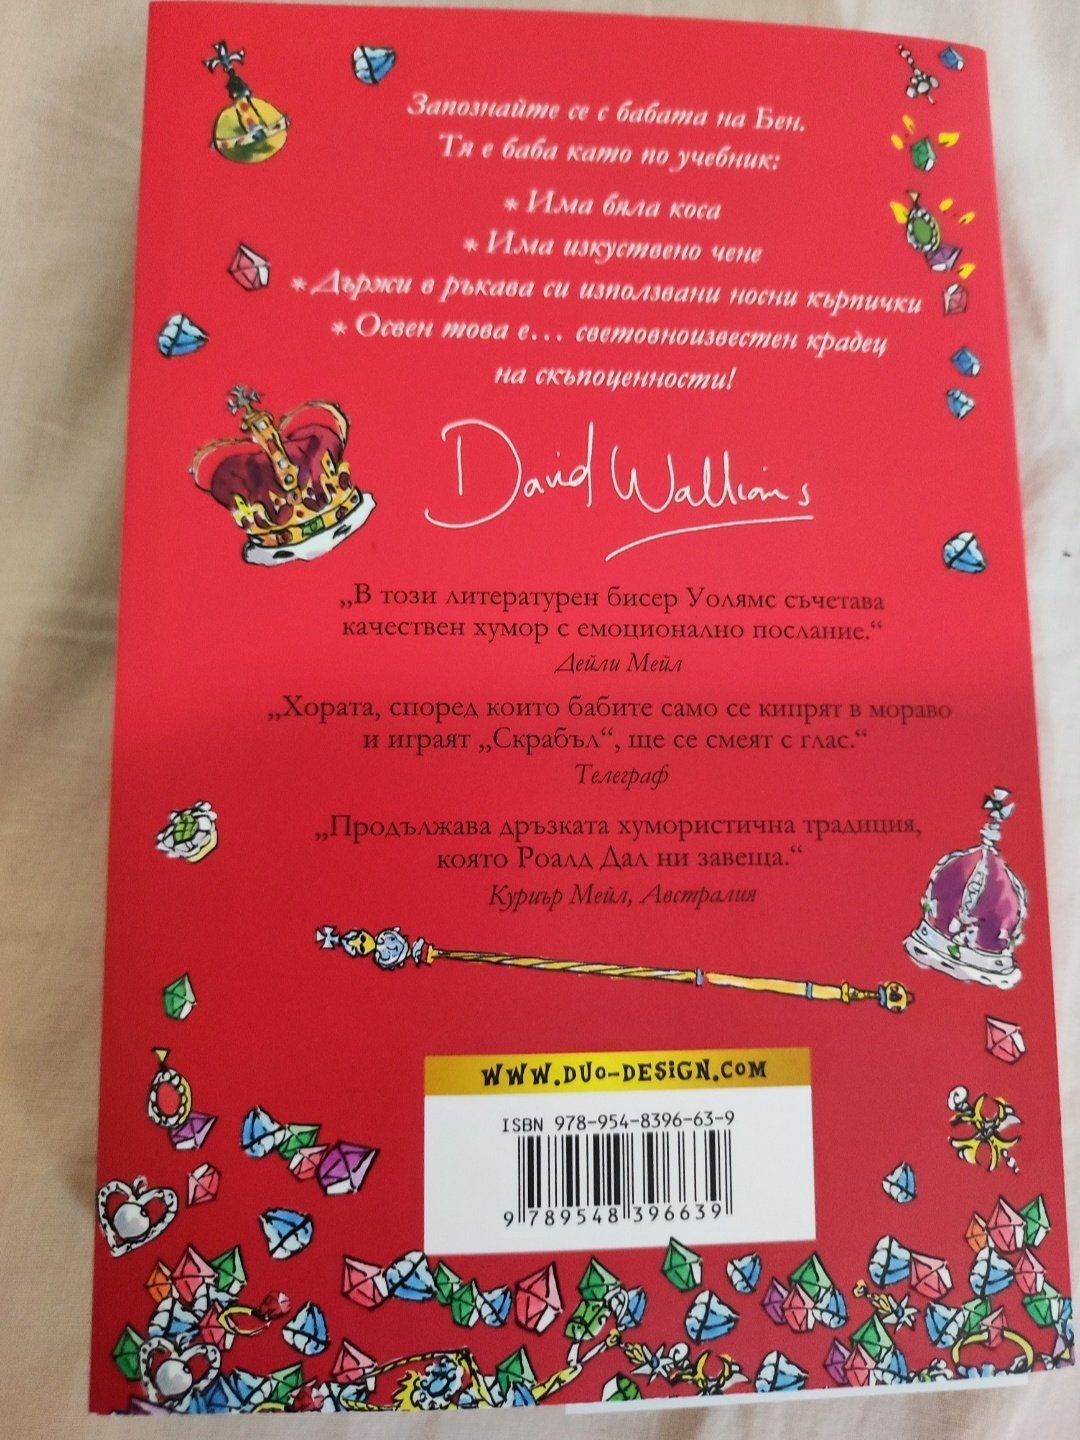 Запознайте се с бабата на Бен.
Тя е баба като по учебник:
* Има бяла коса
* Има изкуствено чене
* Държи в ръкава си използвани носни кърпички
* Освен това е... световноизвестен крадец
на скъпоценности!
David Walliams
„В този литературен бисер Уолямс съчетава
качествен хумор с емоционално послание.“
Дейли Мейл
„Хората, според които бабите само се кипрят в мораво
и играят „Скрабъл“, ще се смеят с глас.“
Телеграф
„Продължава дръзката хумористична традиция,
която Роалд Дал ни завеща.“
Куриър Мейл, Австралия
WWW.DUO-DESIGN.COM
ISBN 978-954-8396-63-9
9 789548 396639